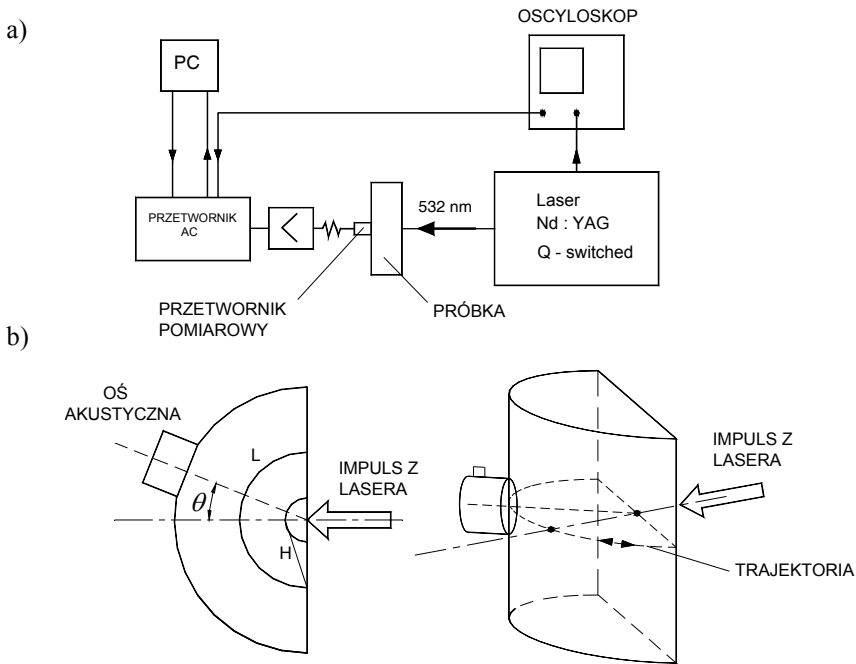 a)
OSCYLOSKOP
PC
PRZETWORNIK
AC
532 nm
Laser
Nd : YAG
Q - switched
PRZETWORNIK
POMIAROWY
PRÓBKA
b)
OŚ
AKUSTYCZNA
L
θ
H
IMPULS Z
LASERA
IMPULS Z
LASERA
TRAJEKTORIA